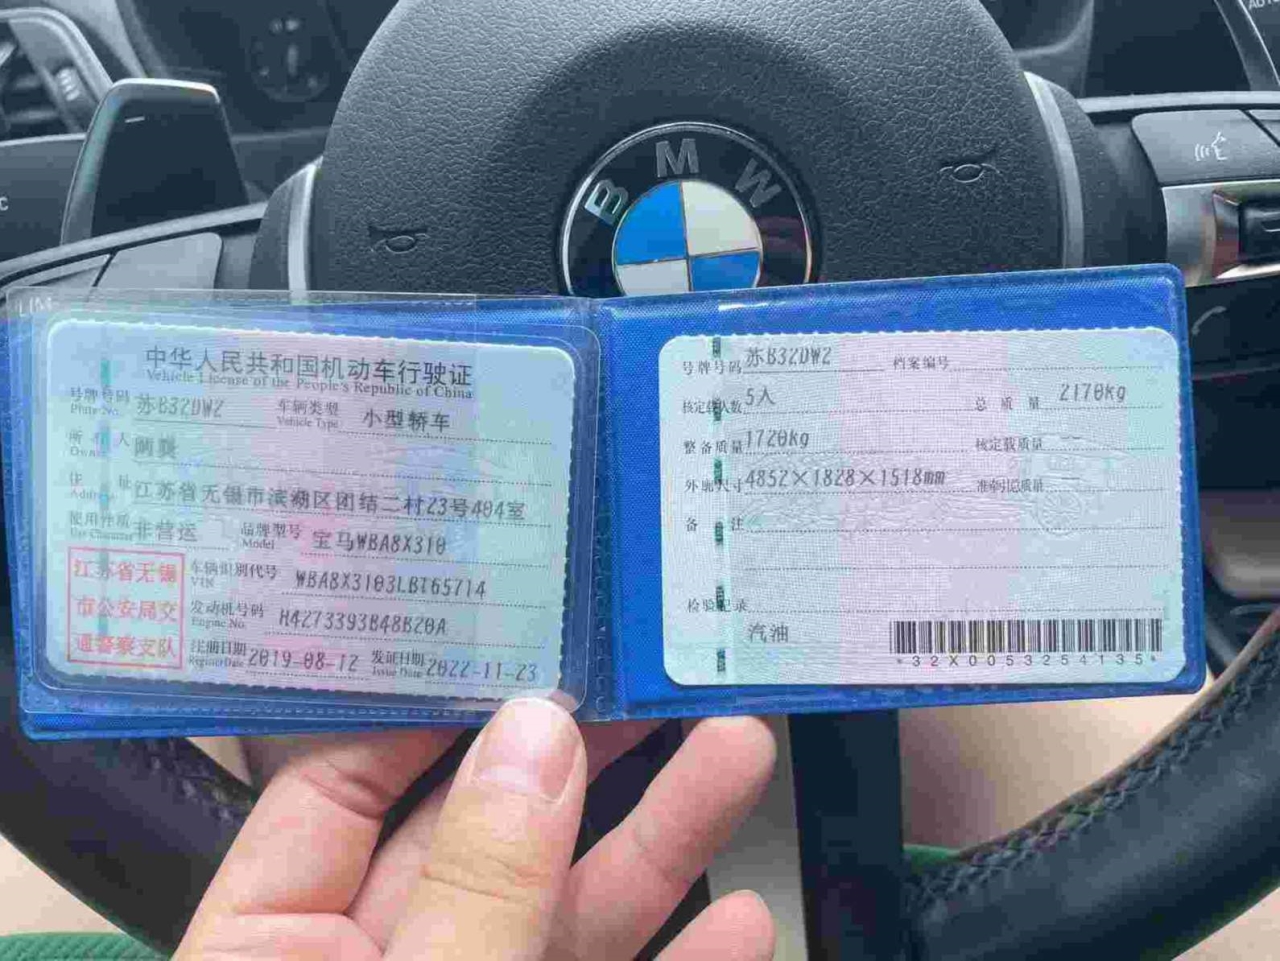 BMW
中华人民共和国机动车行驶证
Vehicle License of the People's Republic of China
号牌号码 苏B32DW2 车辆类型 小型轿车
Plate No. Vehicle Type
所有人
Owner
住址 江苏省无锡市滨湖区团结二村23号404室
Address
使用性质 非营运 品牌型号 宝马WBA8X310
Use Character Model
江苏省无锡
市公安局交
通警察支队
车辆识别代号 WBA8X3103LBT65714
VIN
发动机号码 H4273393B48B20A
Engine No.
注册日期 2019-08-12 发证日期 2022-11-23
Register Date Issue Date
号牌号码 苏B32DW2 档案编号
核定载人数 5人 总质量 2170kg
整备质量 1720kg 核定载质量 --
外廓尺寸 4852×1828×1518mm 准牵引总质量 --
备注
检验记录
汽油
*32X0053254135*